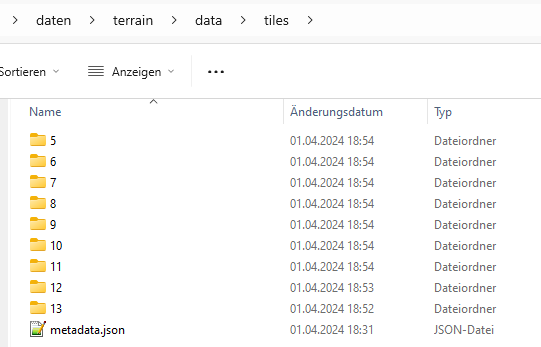 daten terrain data tiles
Sortieren Anzeigen
Name Änderungsdatum Typ
5 01.04.2024 18:54 Dateiordner
6 01.04.2024 18:54 Dateiordner
7 01.04.2024 18:54 Dateiordner
8 01.04.2024 18:54 Dateiordner
9 01.04.2024 18:54 Dateiordner
10 01.04.2024 18:54 Dateiordner
11 01.04.2024 18:54 Dateiordner
12 01.04.2024 18:53 Dateiordner
13 01.04.2024 18:52 Dateiordner
metadata.json 01.04.2024 18:31 JSON-Datei